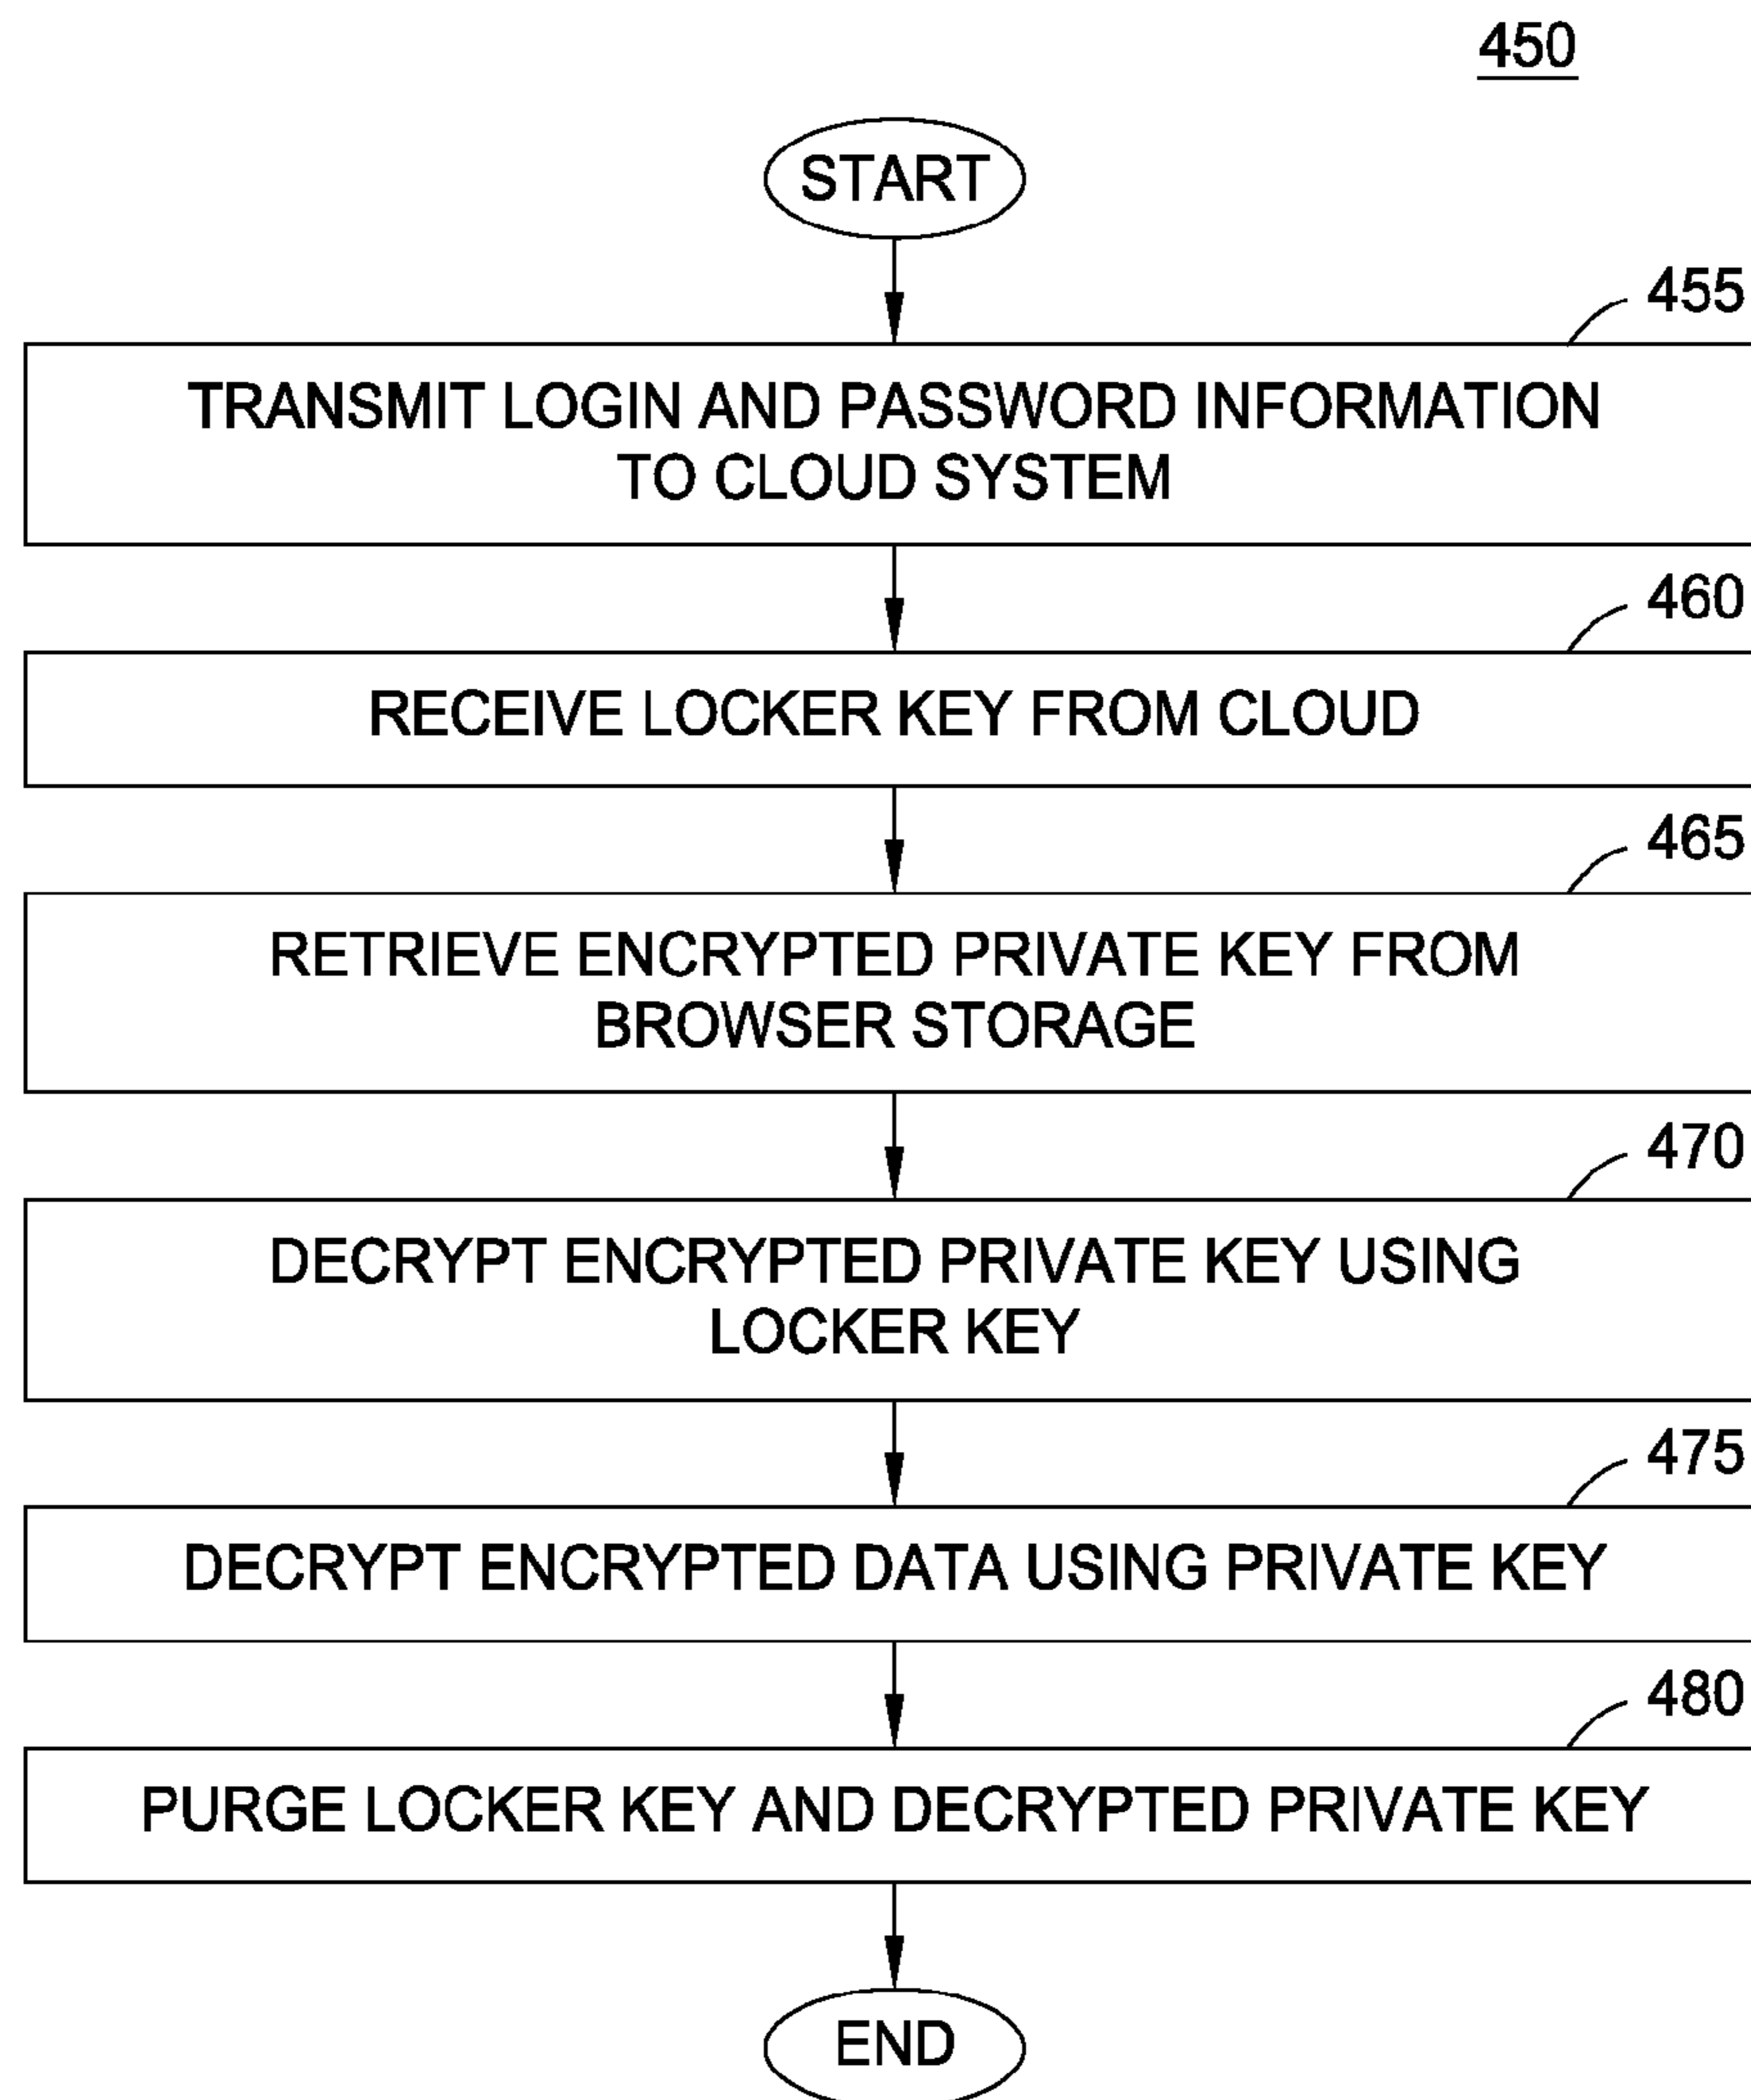 450
START
455
TRANSMIT LOGIN AND PASSWORD INFORMATION
TO CLOUD SYSTEM
460
RECEIVE LOCKER KEY FROM CLOUD
465
RETRIEVE ENCRYPTED PRIVATE KEY FROM
BROWSER STORAGE
470
DECRYPT ENCRYPTED PRIVATE KEY USING
LOCKER KEY
475
DECRYPT ENCRYPTED DATA USING PRIVATE KEY
480
PURGE LOCKER KEY AND DECRYPTED PRIVATE KEY
END